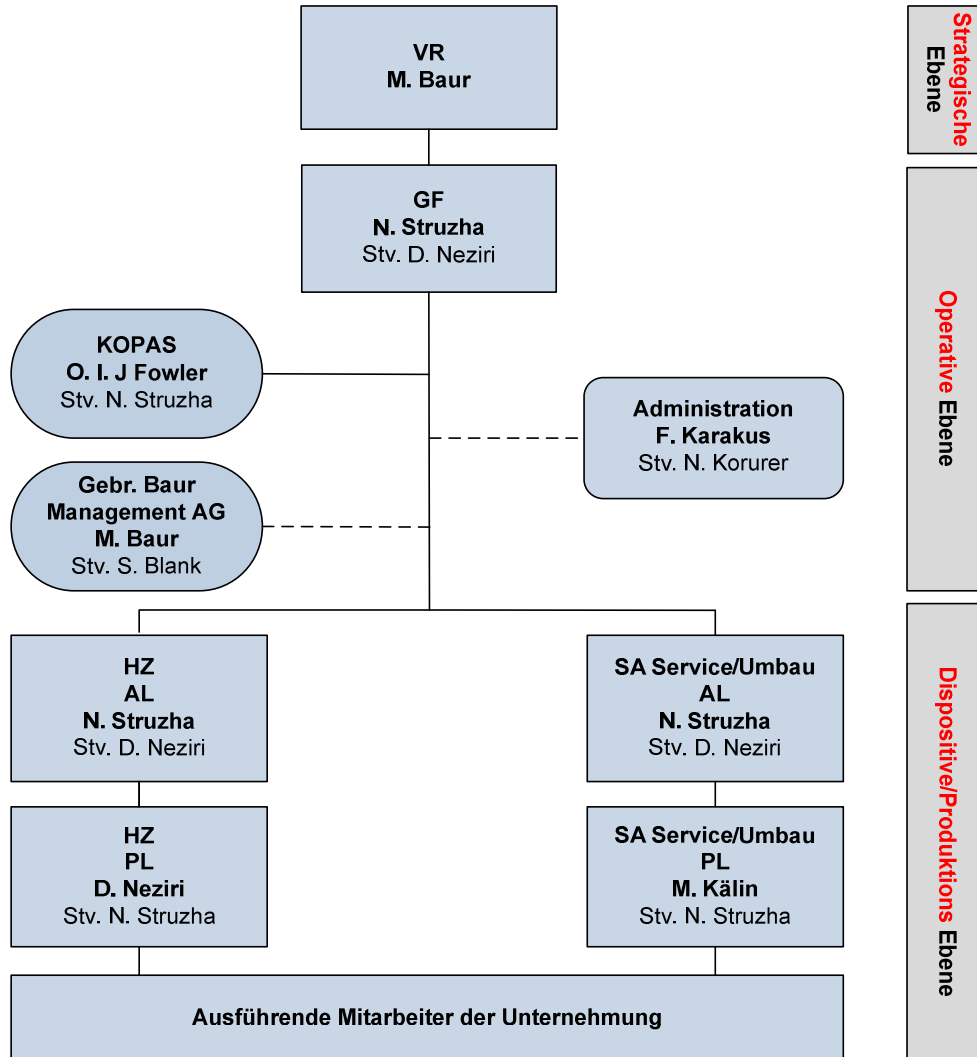 VR
M. Baur
Strategische
Ebene
GF
N. Struzha
Stv. D. Neziri
KOPAS
O. I. J Fowler
Stv. N. Struzha
Administration
F. Karakus
Stv. N. Korurer
Gebr. Baur
Management AG
M. Baur
Stv. S. Blank
Operative Ebene
HZ
AL
N. Struzha
Stv. D. Neziri
SA Service/Umbau
AL
N. Struzha
Stv. D. Neziri
HZ
PL
D. Neziri
Stv. N. Struzha
SA Service/Umbau
PL
M. Kälin
Stv. N. Struzha
Ausführende Mitarbeiter der Unternehmung
Dispositive/Produktions Ebene